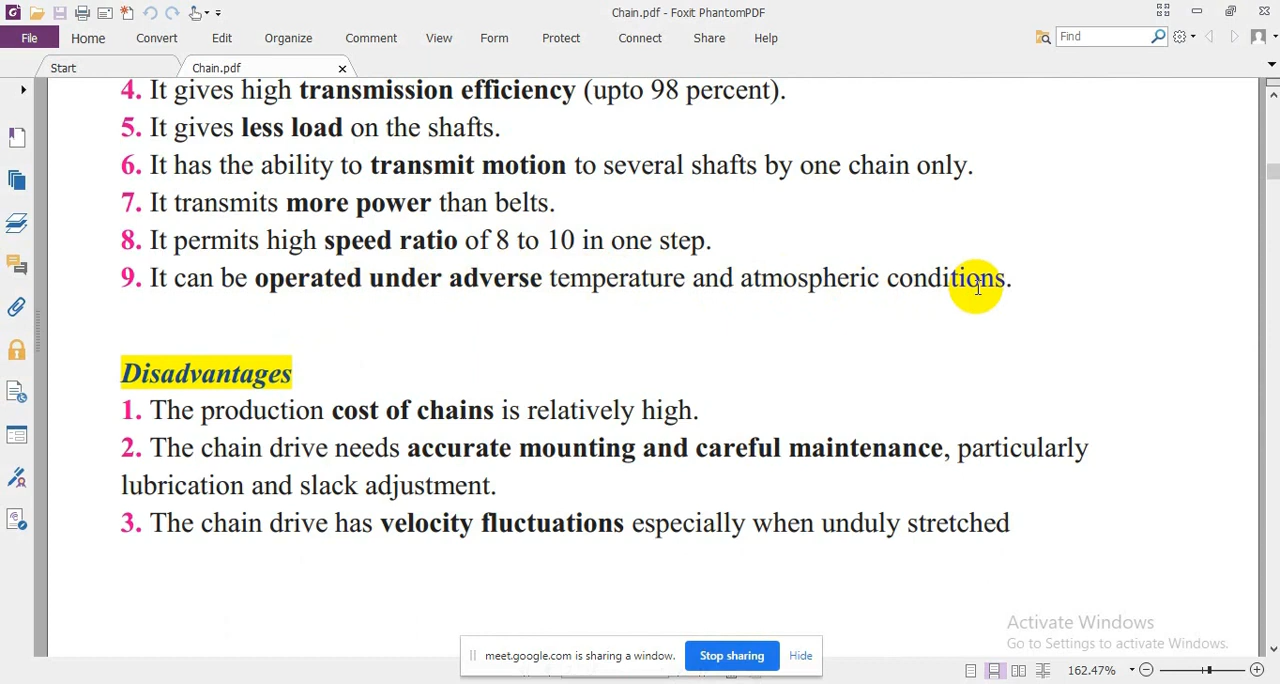 Chain.pdf - Foxit PhantomPDF
File Home Convert Edit Organize Comment View Form Protect Connect Share Help Find
Start Chain.pdf
4. It gives high transmission efficiency (upto 98 percent).
5. It gives less load on the shafts.
6. It has the ability to transmit motion to several shafts by one chain only.
7. It transmits more power than belts.
8. It permits high speed ratio of 8 to 10 in one step.
9. It can be operated under adverse temperature and atmospheric conditions.
Disadvantages
1. The production cost of chains is relatively high.
2. The chain drive needs accurate mounting and careful maintenance, particularly
lubrication and slack adjustment.
3. The chain drive has velocity fluctuations especially when unduly stretched
Activate Windows
Go to Settings to activate Windows.
meet.google.com is sharing a window. Stop sharing Hide
162.47%